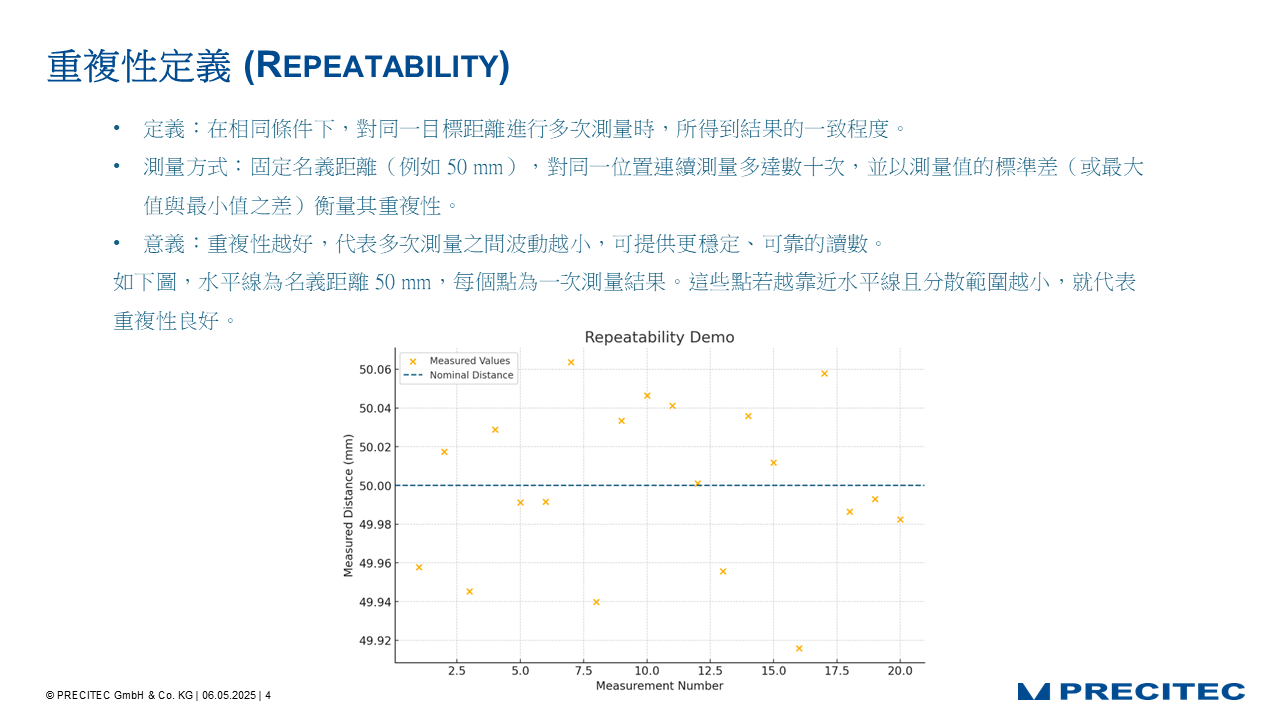 重複性定義 (REPEATABILITY)
• 定義：在相同條件下，對同一目標距離進行多次測量時，所得到結果的一致程度。
• 測量方式：固定名義距離（例如 50 mm），對同一位置連續測量多達數十次，並以測量值的標準差（或最大
值與最小值之差）衡量其重複性。
• 意義：重複性越好，代表多次測量之間波動越小，可提供更穩定、可靠的讀數。
如下圖，水平線為名義距離 50 mm，每個點為一次測量結果。這些點若越靠近水平線且分散範圍越小，就代表
重複性良好。
Repeatability Demo
Measured Values
Nominal Distance
Measured Distance (mm)
50.06
50.04
50.02
50.00
49.98
49.96
49.94
49.92
2.5 5.0 7.5 10.0 12.5 15.0 17.5 20.0
Measurement Number
© PRECITEC GmbH & Co. KG | 06.05.2025 | 4
PRECITEC